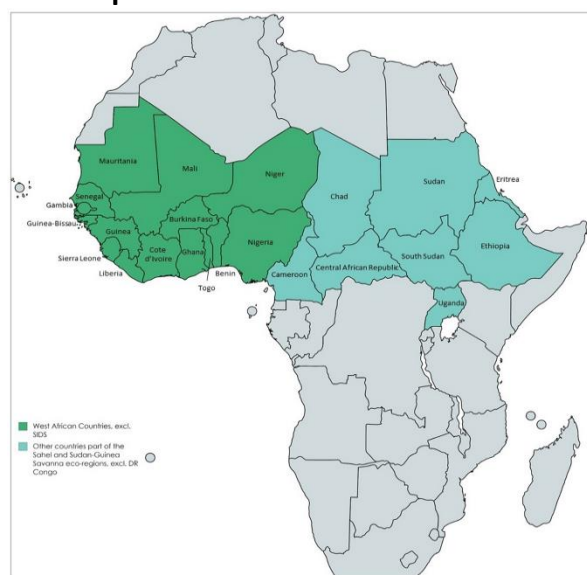 Mauritania
Mali
Niger
Chad
Sudan
Eritrea
Senegal
Gambia
Burkina Faso
Guinea-Bissau
Guinea
Nigeria
Ethiopia
Cote
d'Ivoire
Ghana
Sierra Leone
Cameroon
Central African Republic
South Sudan
Liberia
Benin
Togo
Uganda
West African Countries, excl.
SIDS
Other countries part of the
Sahel and Sudan-Guinea
Savanna eco-regions, excl. DR
Congo